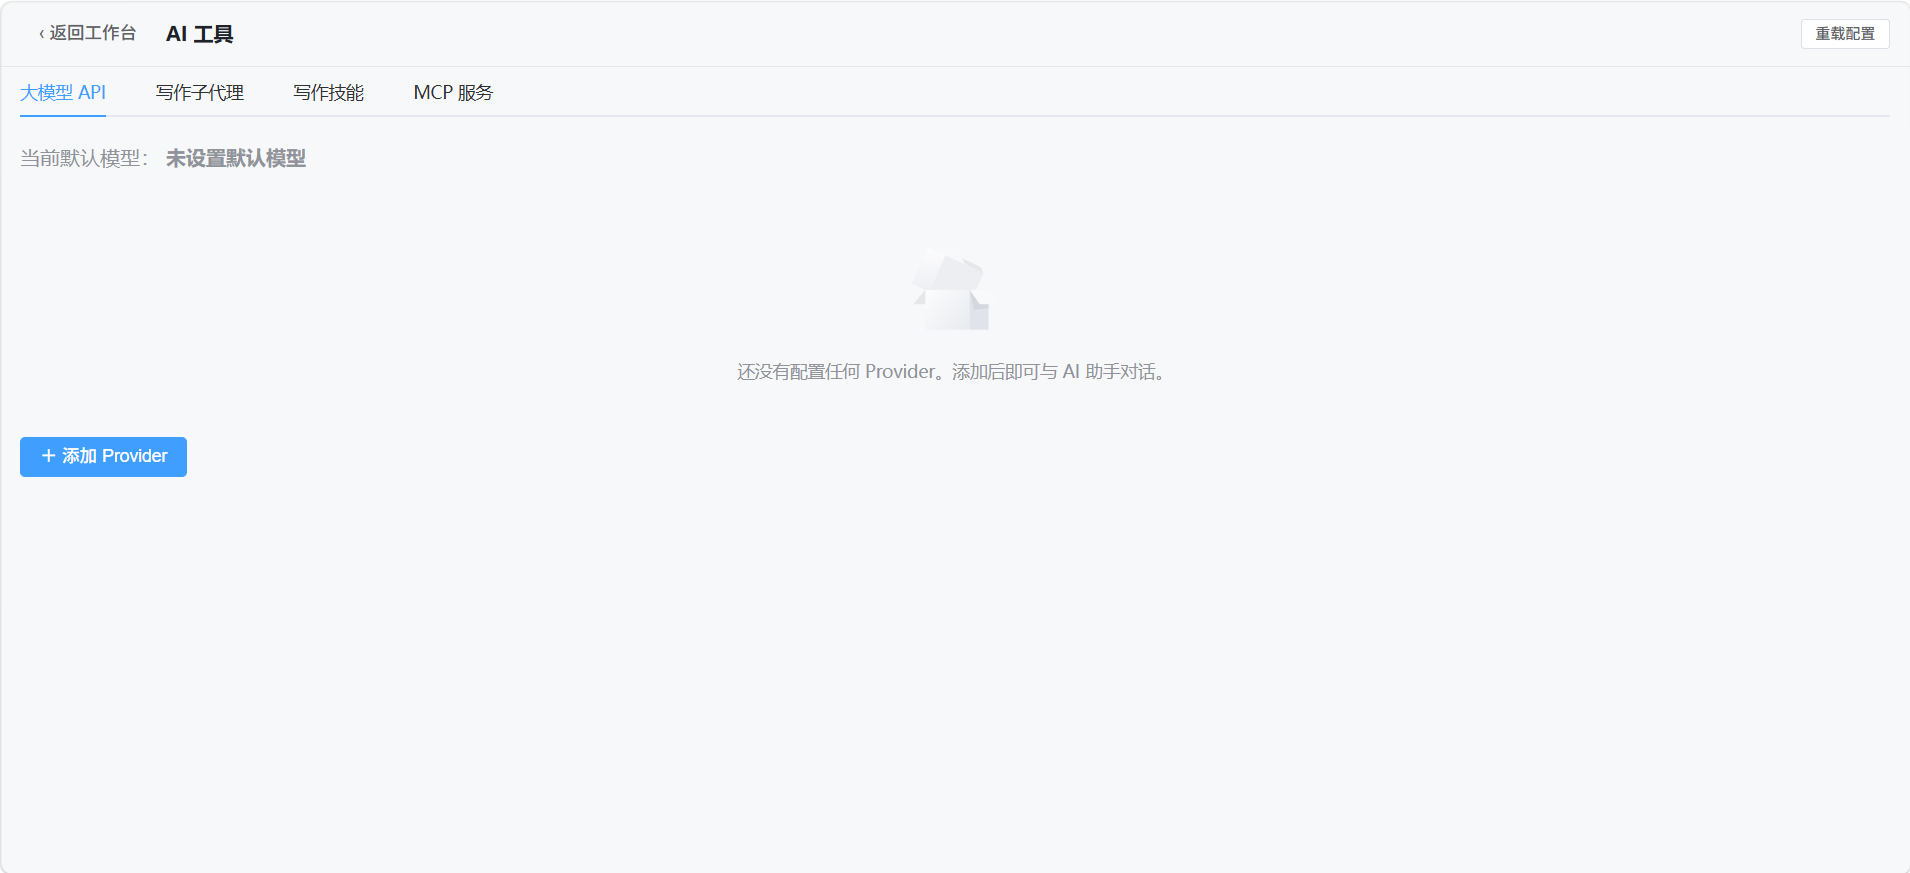 ‹ 返回工作台 AI 工具 重载配置
大模型 API 写作子代理 写作技能 MCP 服务
当前默认模型： 未设置默认模型
还没有配置任何 Provider。添加后即可与 AI 助手对话。
+ 添加 Provider